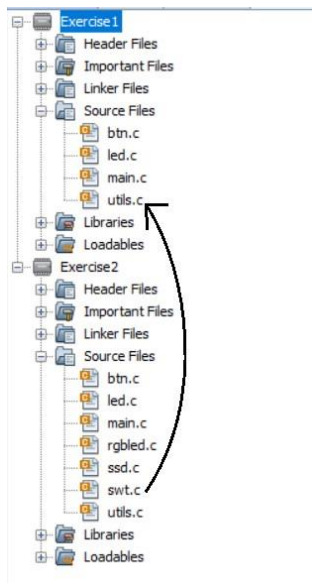 Exercise1
Header Files
Important Files
Linker Files
Source Files
btn.c
led.c
main.c
utils.c
Libraries
Loadables
Exercise2
Header Files
Important Files
Linker Files
Source Files
btn.c
led.c
main.c
rgbled.c
ssd.c
swt.c
utils.c
Libraries
Loadables